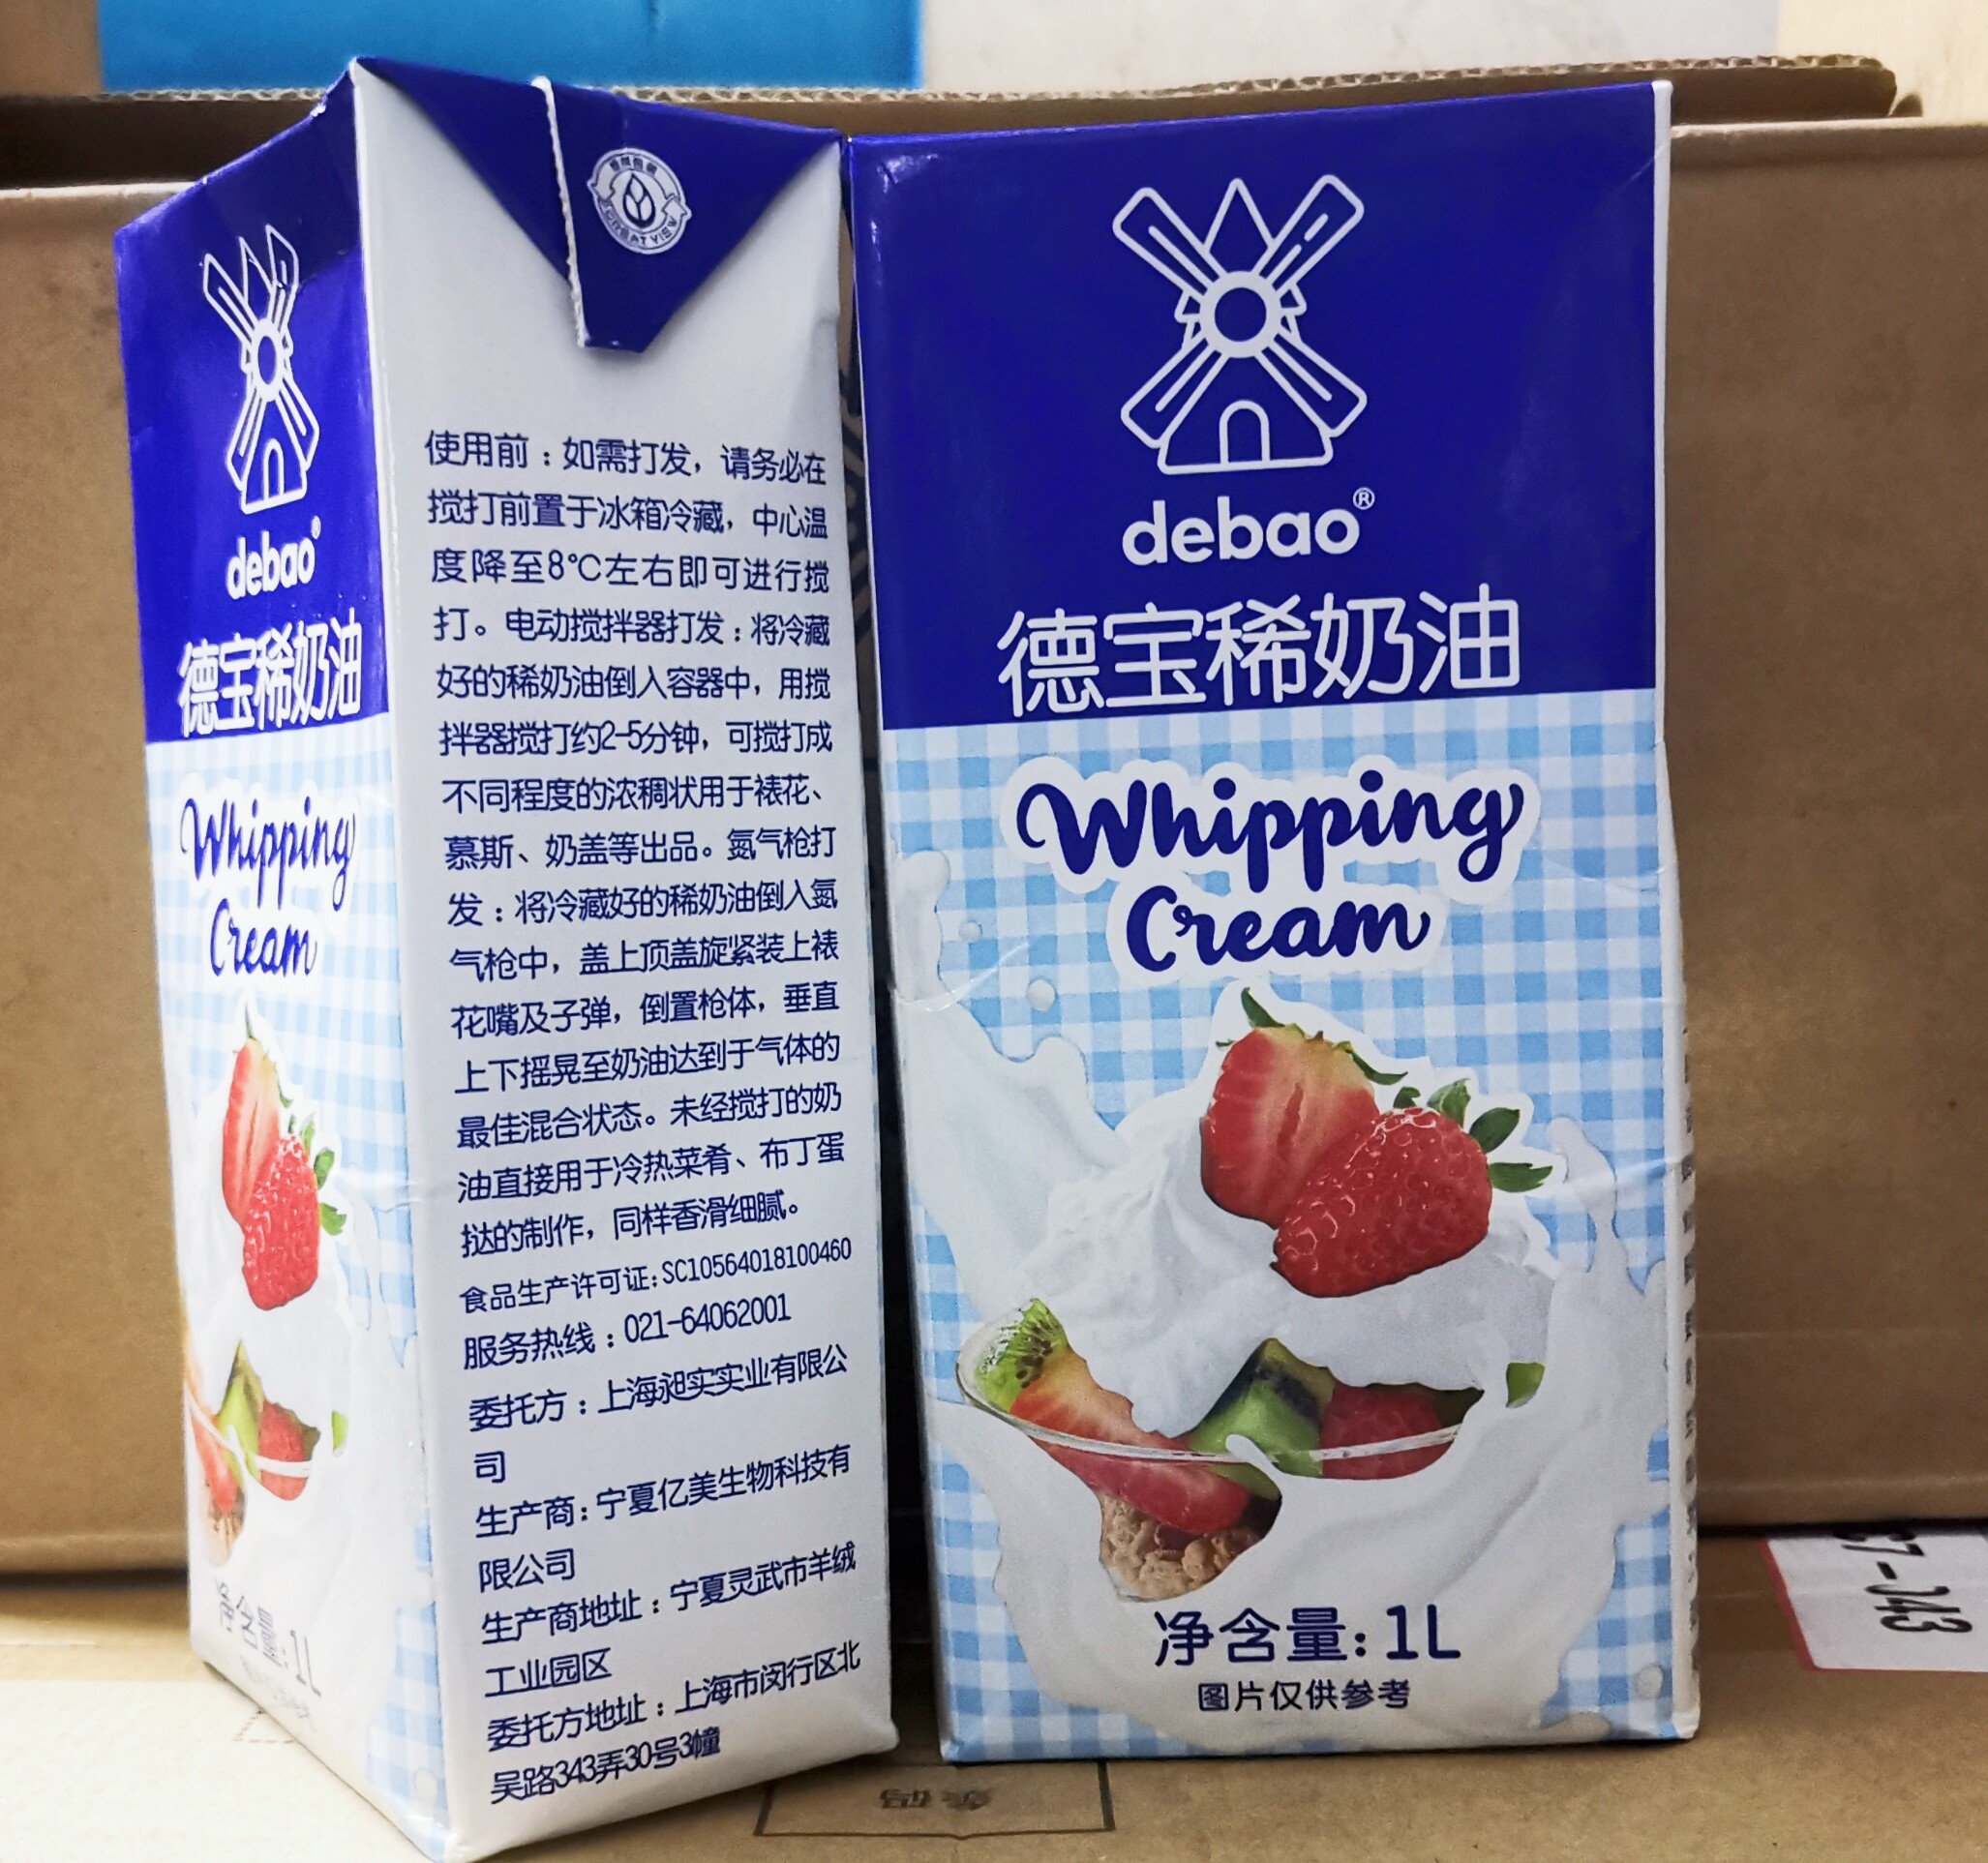 debao®
德宝稀奶油
Whipping
Cream
净含量:1L
GREAT VIEW
使用前：如需打发，请务必在
搅打前置于冰箱冷藏，中心温
度降至8℃左右即可进行搅
打。电动搅拌器打发：将冷藏
好的稀奶油倒入容器中，用搅
拌器搅打约2-5分钟，可搅打成
不同程度的浓稠状用于裱花、
慕斯、奶盖等出品。氮气枪打
发：将冷藏好的稀奶油倒入氮
气枪中，盖上顶盖旋紧装上裱
花嘴及子弹，倒置枪体，垂直
上下摇晃至奶油达到于气体的
最佳混合状态。未经搅打的奶
油直接用于冷热菜肴、布丁蛋
挞的制作，同样香滑细腻。
食品生产许可证:SC10564018100460
服务热线：021-64062001
委托方：上海昶实实业有限公
司
生产商:宁夏亿美生物科技有
限公司
生产商地址：宁夏灵武市羊绒
工业园区
委托方地址：上海市闵行区北
吴路343弄30号3幢
debao®
德宝稀奶油
Whipping
Cream
净含量:1L
图片仅供参考
条码